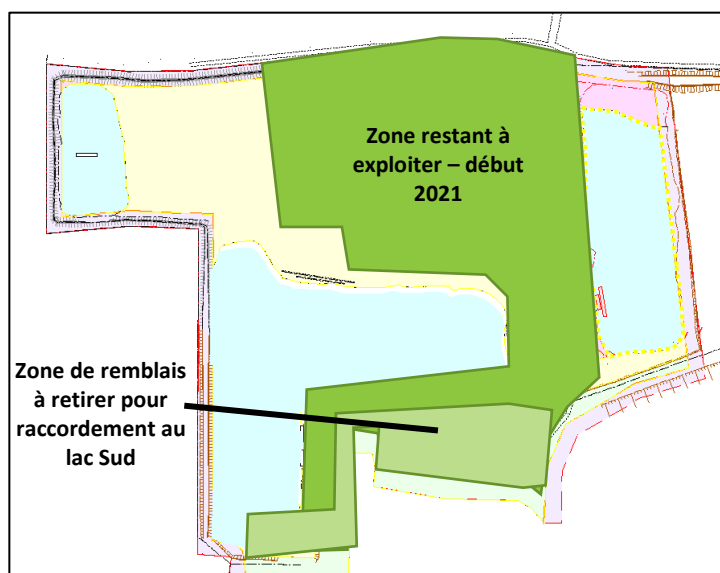 Zone restant à
exploiter – début
2021
Zone de remblais
à retirer pour
raccordement au
lac Sud